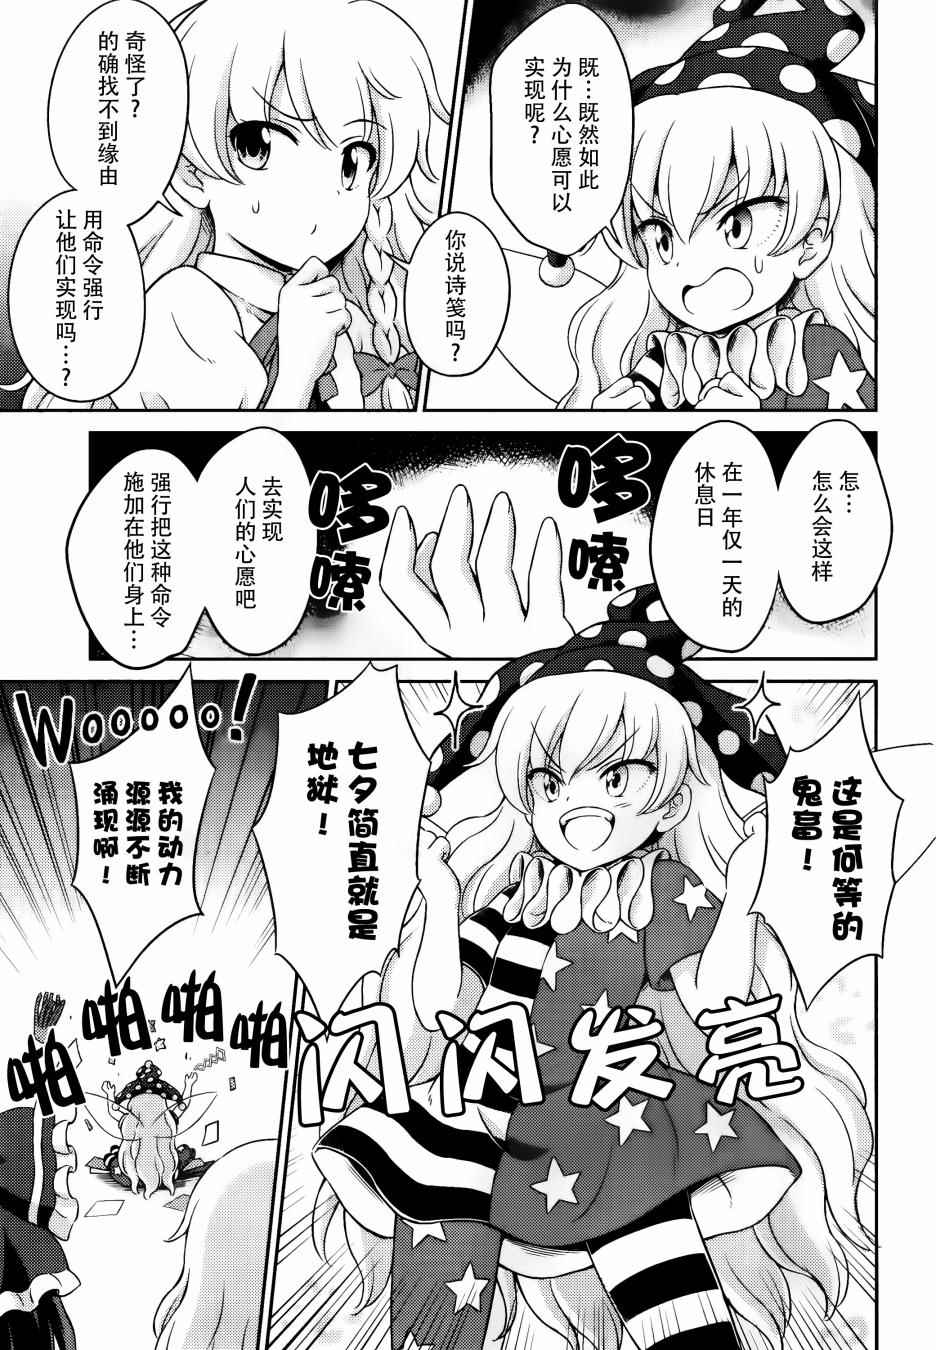 既…既然如此
为什么心愿可以
实现呢？
你说诗笺吗？
奇怪了？
的确找不到缘由
用命令强行
让他们实现吗…？
怎…
怎么会这样
在一年仅一天的
休息日
哆
嗦
哆
嗦
去实现
人们的心愿吧
强行把这种命令
施加在他们身上…
这是何等的
鬼畜！
七夕简直就是
地狱！
闪闪发亮
Wooooo!
我的动力
源源不断
涌现啊！
啪
啪
啪
啪